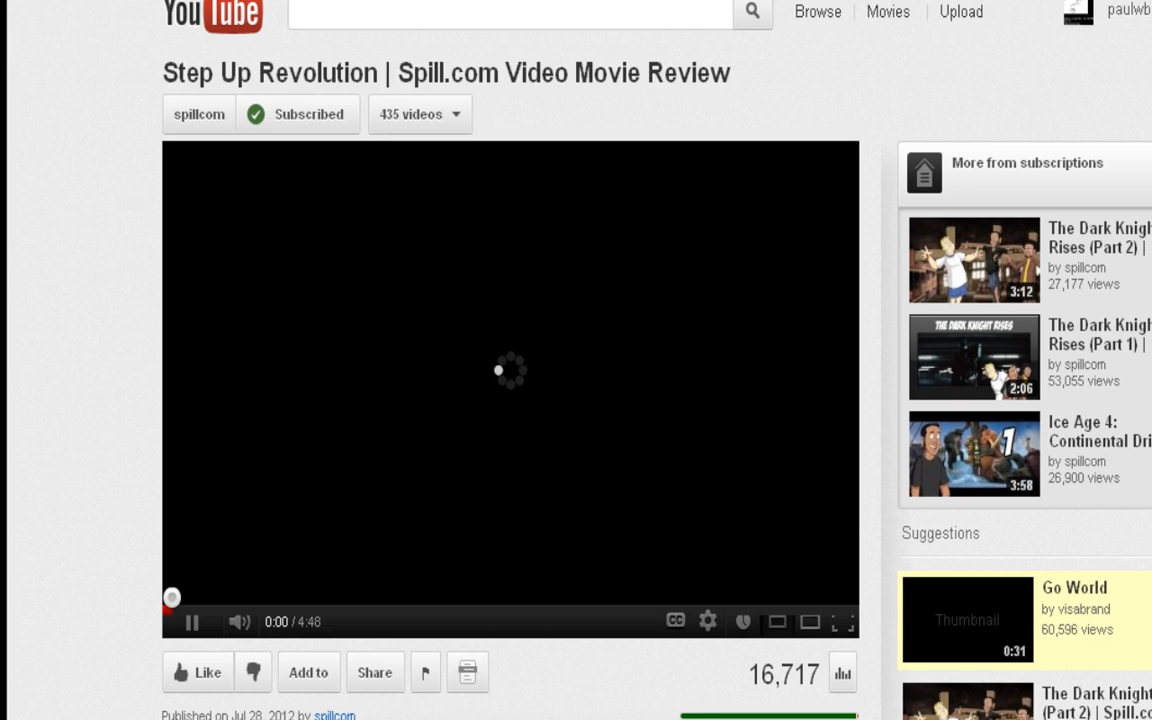 YouTube
Browse
Movies
Upload
paulwb
Step Up Revolution | Spill.com Video Movie Review
spillcom
Subscribed
435 videos
0:00 / 4:48
CC
Like
Add to
Share
16,717
Published on Jul 28, 2012 by spillcom
More from subscriptions
The Dark Knigh
Rises (Part 2) |
by spillcom
27,177 views
3:12
THE DARK KNIGHT RISES
The Dark Knigh
Rises (Part 1) |
by spillcom
53,055 views
2:06
Ice Age 4:
Continental Dri
by spillcom
26,900 views
1
3:58
Suggestions
Thumbnail
0:31
Go World
by visabrand
60,596 views
The Dark Knight
(Part 2) | Spill.co